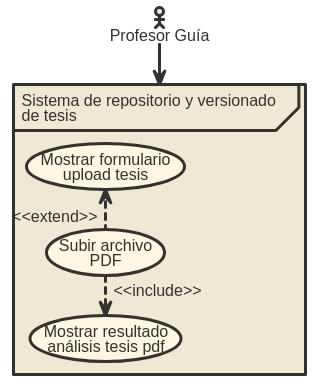 Profesor Guía
Sistema de repositorio y versionado
de tesis
Mostrar formulario
upload tesis
<<extend>>
Subir archivo
PDF
<<include>>
Mostrar resultado
análisis tesis pdf